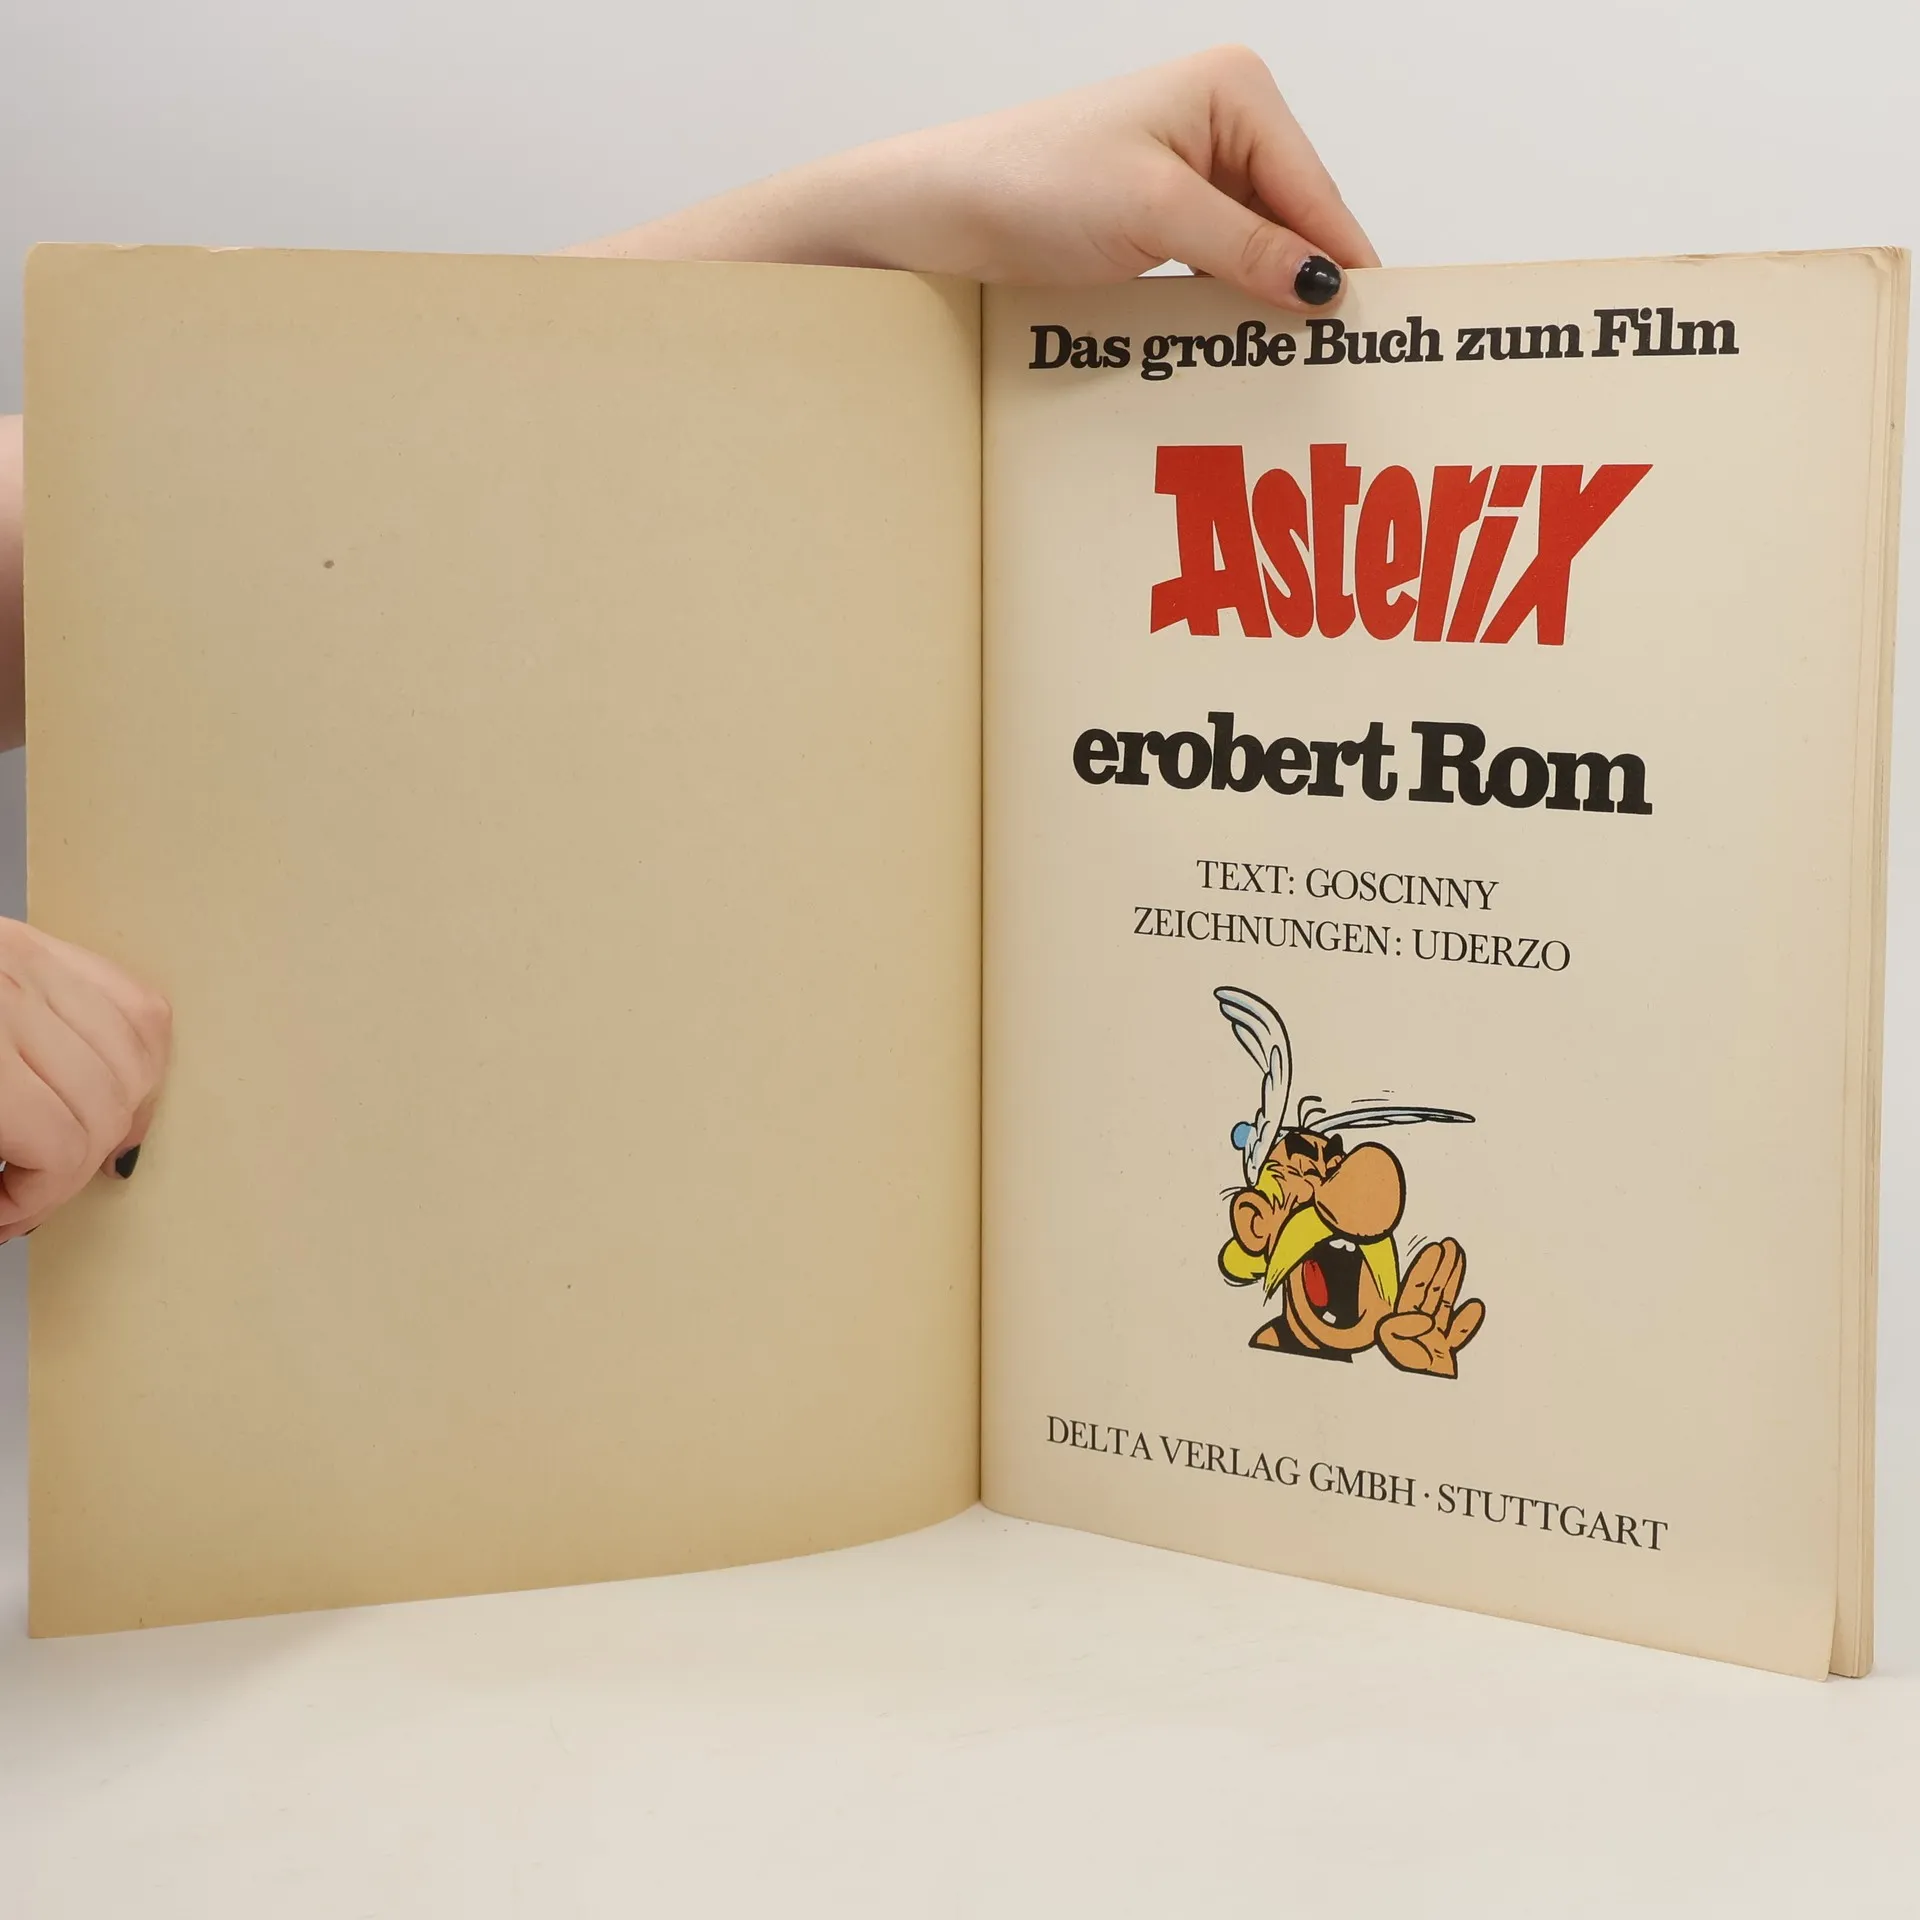 Das große Buch zum Film
Asterix
erobert Rom
TEXT: GOSCINNY
ZEICHNUNGEN: UDERZO
DELTA VERLAG GMBH · STUTTGART